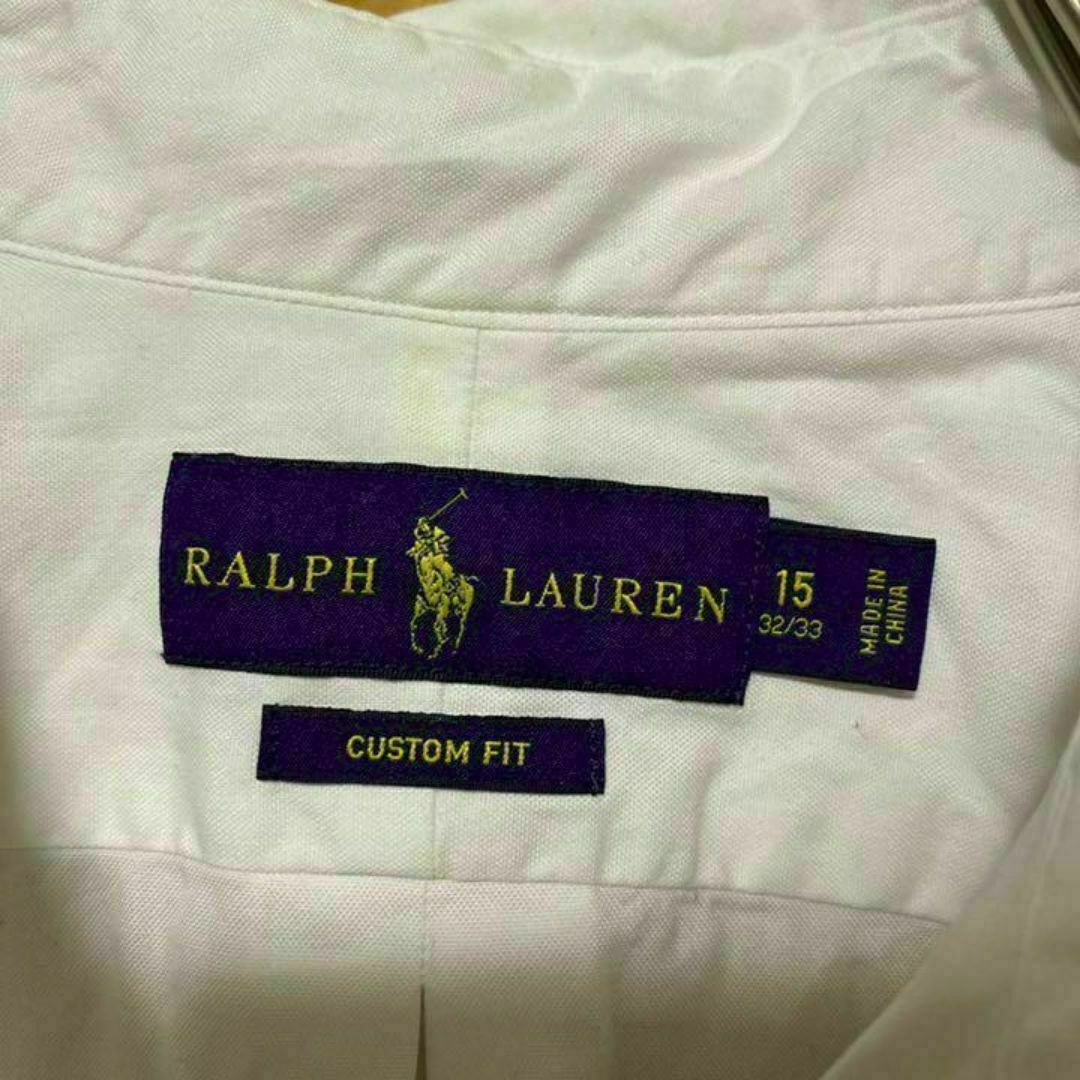 RALPH LAUREN
15
32/33
MADE IN
CHINA
CUSTOM FIT